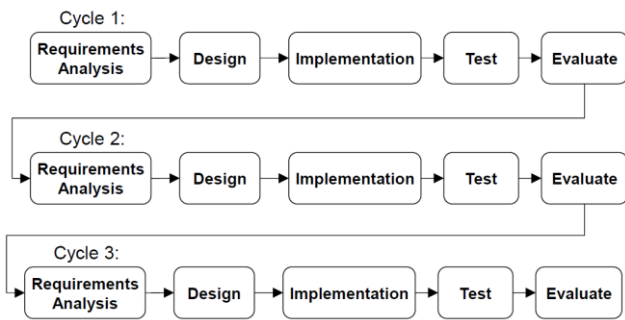 Cycle 1:
Requirements
Analysis
Design
Implementation
Test
Evaluate
Cycle 2:
Requirements
Analysis
Design
Implementation
Test
Evaluate
Cycle 3:
Requirements
Analysis
Design
Implementation
Test
Evaluate